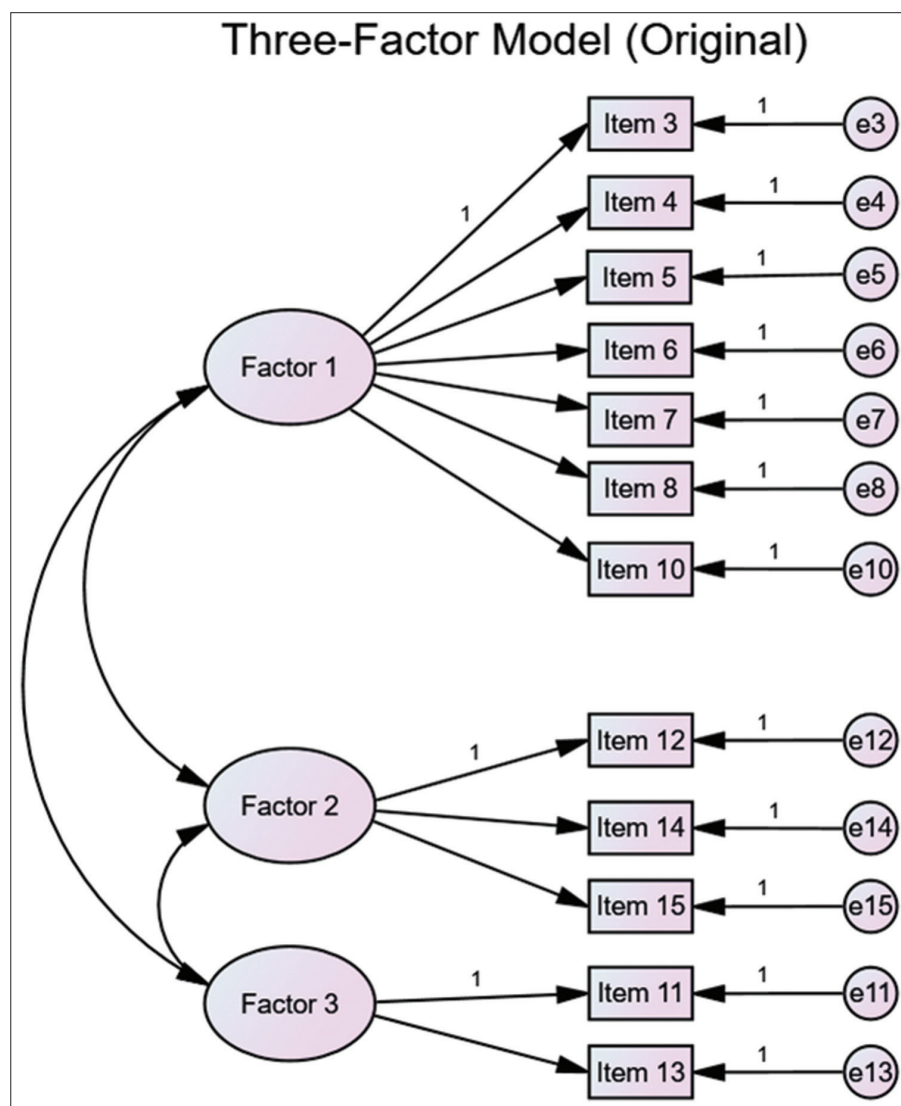 Three-Factor Model (Original)
Item 3
1
e3
Item 4
1
e4
1
Item 5
1
e5
Item 6
1
e6
Factor 1
Item 7
1
e7
Item 8
1
e8
Item 10
1
e10
1
Item 12
1
e12
Factor 2
Item 14
1
e14
Item 15
1
e15
1
Item 11
1
e11
Factor 3
Item 13
1
e13